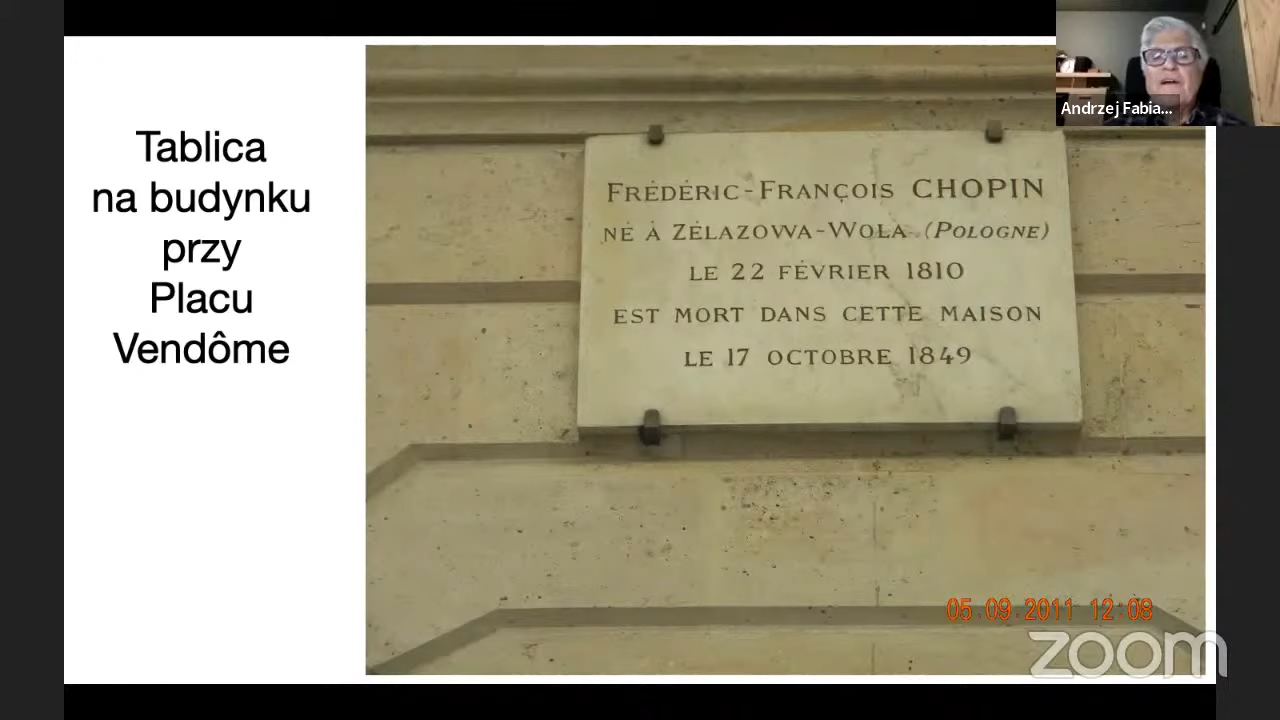 Tablica
na budynku
przy
Placu
Vendôme
FRÉDÉRIC-FRANÇOIS CHOPIN
NÉ À ZÉLAZOWA-WOLA (POLOGNE)
LE 22 FÉVRIER 1810
EST MORT DANS CETTE MAISON
LE 17 OCTOBRE 1849
05 09 2011 12:08
Andrzej Fabia...
zoom